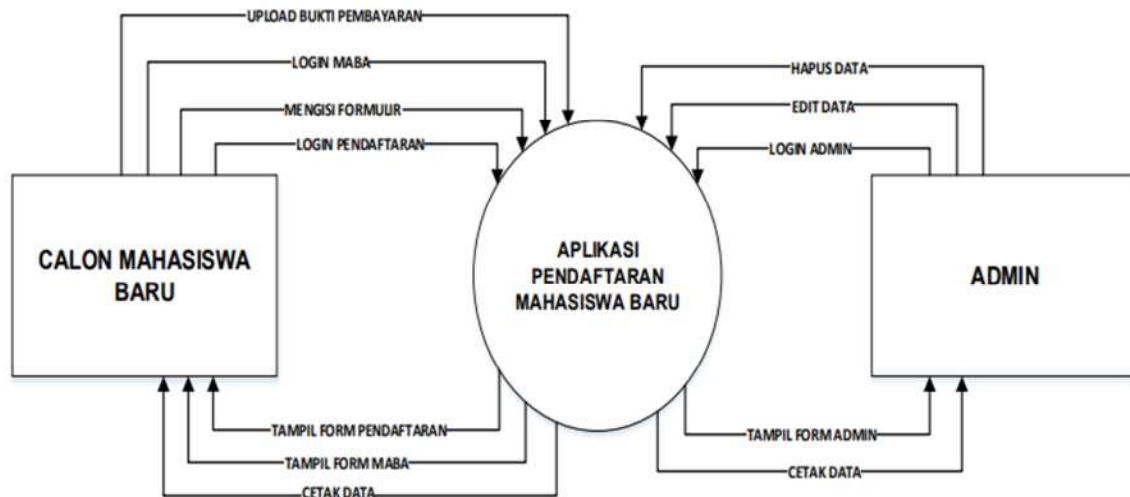 UPLOAD BUKTI PEMBAYARAN
LOGIN MABA
MENGISI FORMULIR
LOGIN PENDAFTARAN
HAPUS DATA
EDIT DATA
LOGIN ADMIN
CALON MAHASISWA
BARU
APLIKASI
PENDAFTARAN
MAHASISWA BARU
ADMIN
TAMPIL FORM PENDAFTARAN
TAMPIL FORM MABA
CETAK DATA
TAMPIL FORM ADMIN
CETAK DATA